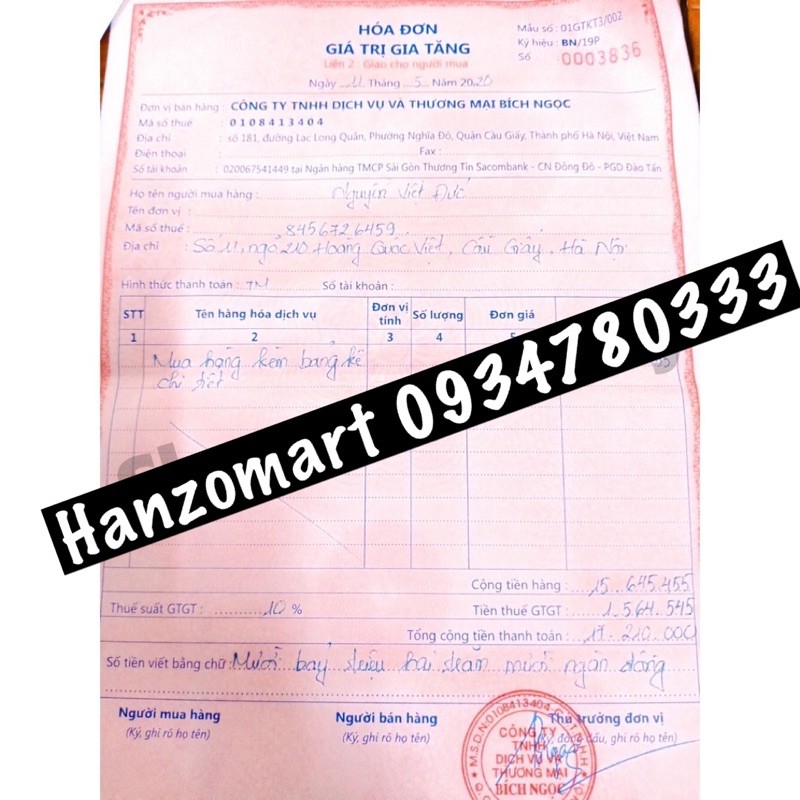 HÓA ĐƠN
GIÁ TRỊ GIA TĂNG
Liên 2 : Giao cho người mua
Mẫu số : 01GTKT3/002
Ký hiệu : BN/19P
Số : 0003836
Ngày 11 Tháng 5 Năm 2020
Đơn vị bán hàng : CÔNG TY TNHH DỊCH VỤ VÀ THƯƠNG MẠI BÍCH NGỌC
Mã số thuế : 0108413404
Địa chỉ : số 181, đường Lạc Long Quân, Phường Nghĩa Đô, Quận Cầu Giấy, Thành phố Hà Nội, Việt Nam
Điện thoại : Fax :
Số tài khoản : 020067541449 tại Ngân hàng TMCP Sài Gòn Thương Tín Sacombank - CN Đông Đô - PGD Đào Tấn
Họ tên người mua hàng : Nguyễn Việt Đức
Tên đơn vị :
Mã số thuế : 8456726459
Địa chỉ : Số 11, ngõ 210 Hoàng Quốc Việt, Cầu Giấy, Hà Nội
Hình thức thanh toán : TM Số tài khoản :
STT Tên hàng hóa dịch vụ Đơn vị tính Số lượng Đơn giá
1 2 3 4 5
Mua hàng kèm bảng kê
chi tiết
Hanzomart 0934780333
Cộng tiền hàng : 15.645.455
Thuế suất GTGT : 10 % Tiền thuế GTGT : 1.564.545
Tổng cộng tiền thanh toán : 17.210.000
Số tiền viết bằng chữ : Mười bảy triệu hai trăm mười ngàn đồng
Người mua hàng Người bán hàng Thủ trưởng đơn vị
(Ký, ghi rõ họ tên) (Ký, ghi rõ họ tên) (Ký, đóng dấu, ghi rõ họ tên)
M.S.D.N:0108413404
CÔNG TY
TNHH
DỊCH VỤ VÀ
THƯƠNG MẠI
BÍCH NGỌC